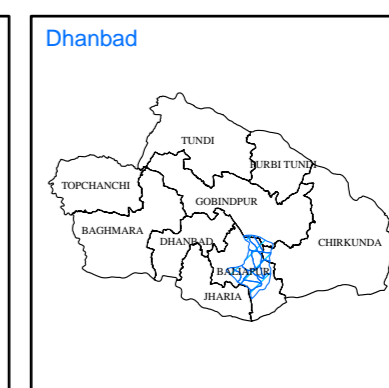 Dhanbad
TUNDI
PURBI TUNDI
TOPCHANCHI
GOBINDPUR
BAGHMARA
DHANBAD
CHIRKUNDA
BALIAPUR
JHARIA